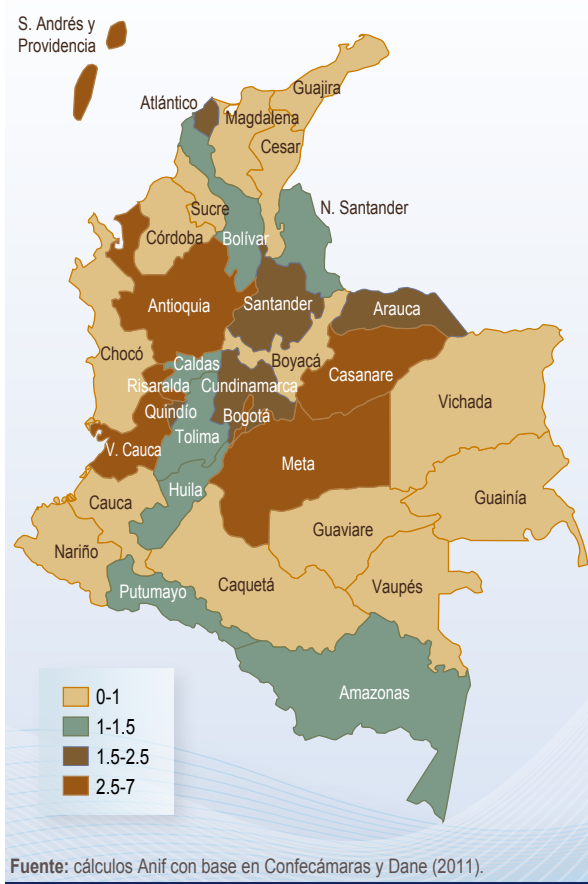 S. Andrés y
Providencia
Guajira
Atlántico
Magdalena
Cesar
Sucre
N. Santander
Córdoba
Bolívar
Antioquia
Santander
Arauca
Chocó
Boyacá
Caldas
Casanare
Risaralda
Cundinamarca
Vichada
Quindío
Bogotá
Tolima
V. Cauca
Meta
Huila
Cauca
Guainía
Guaviare
Nariño
Caquetá
Vaupés
Putumayo
Amazonas
0-1
1-1.5
1.5-2.5
2.5-7
Fuente: cálculos Anif con base en Confecámaras y Dane (2011).